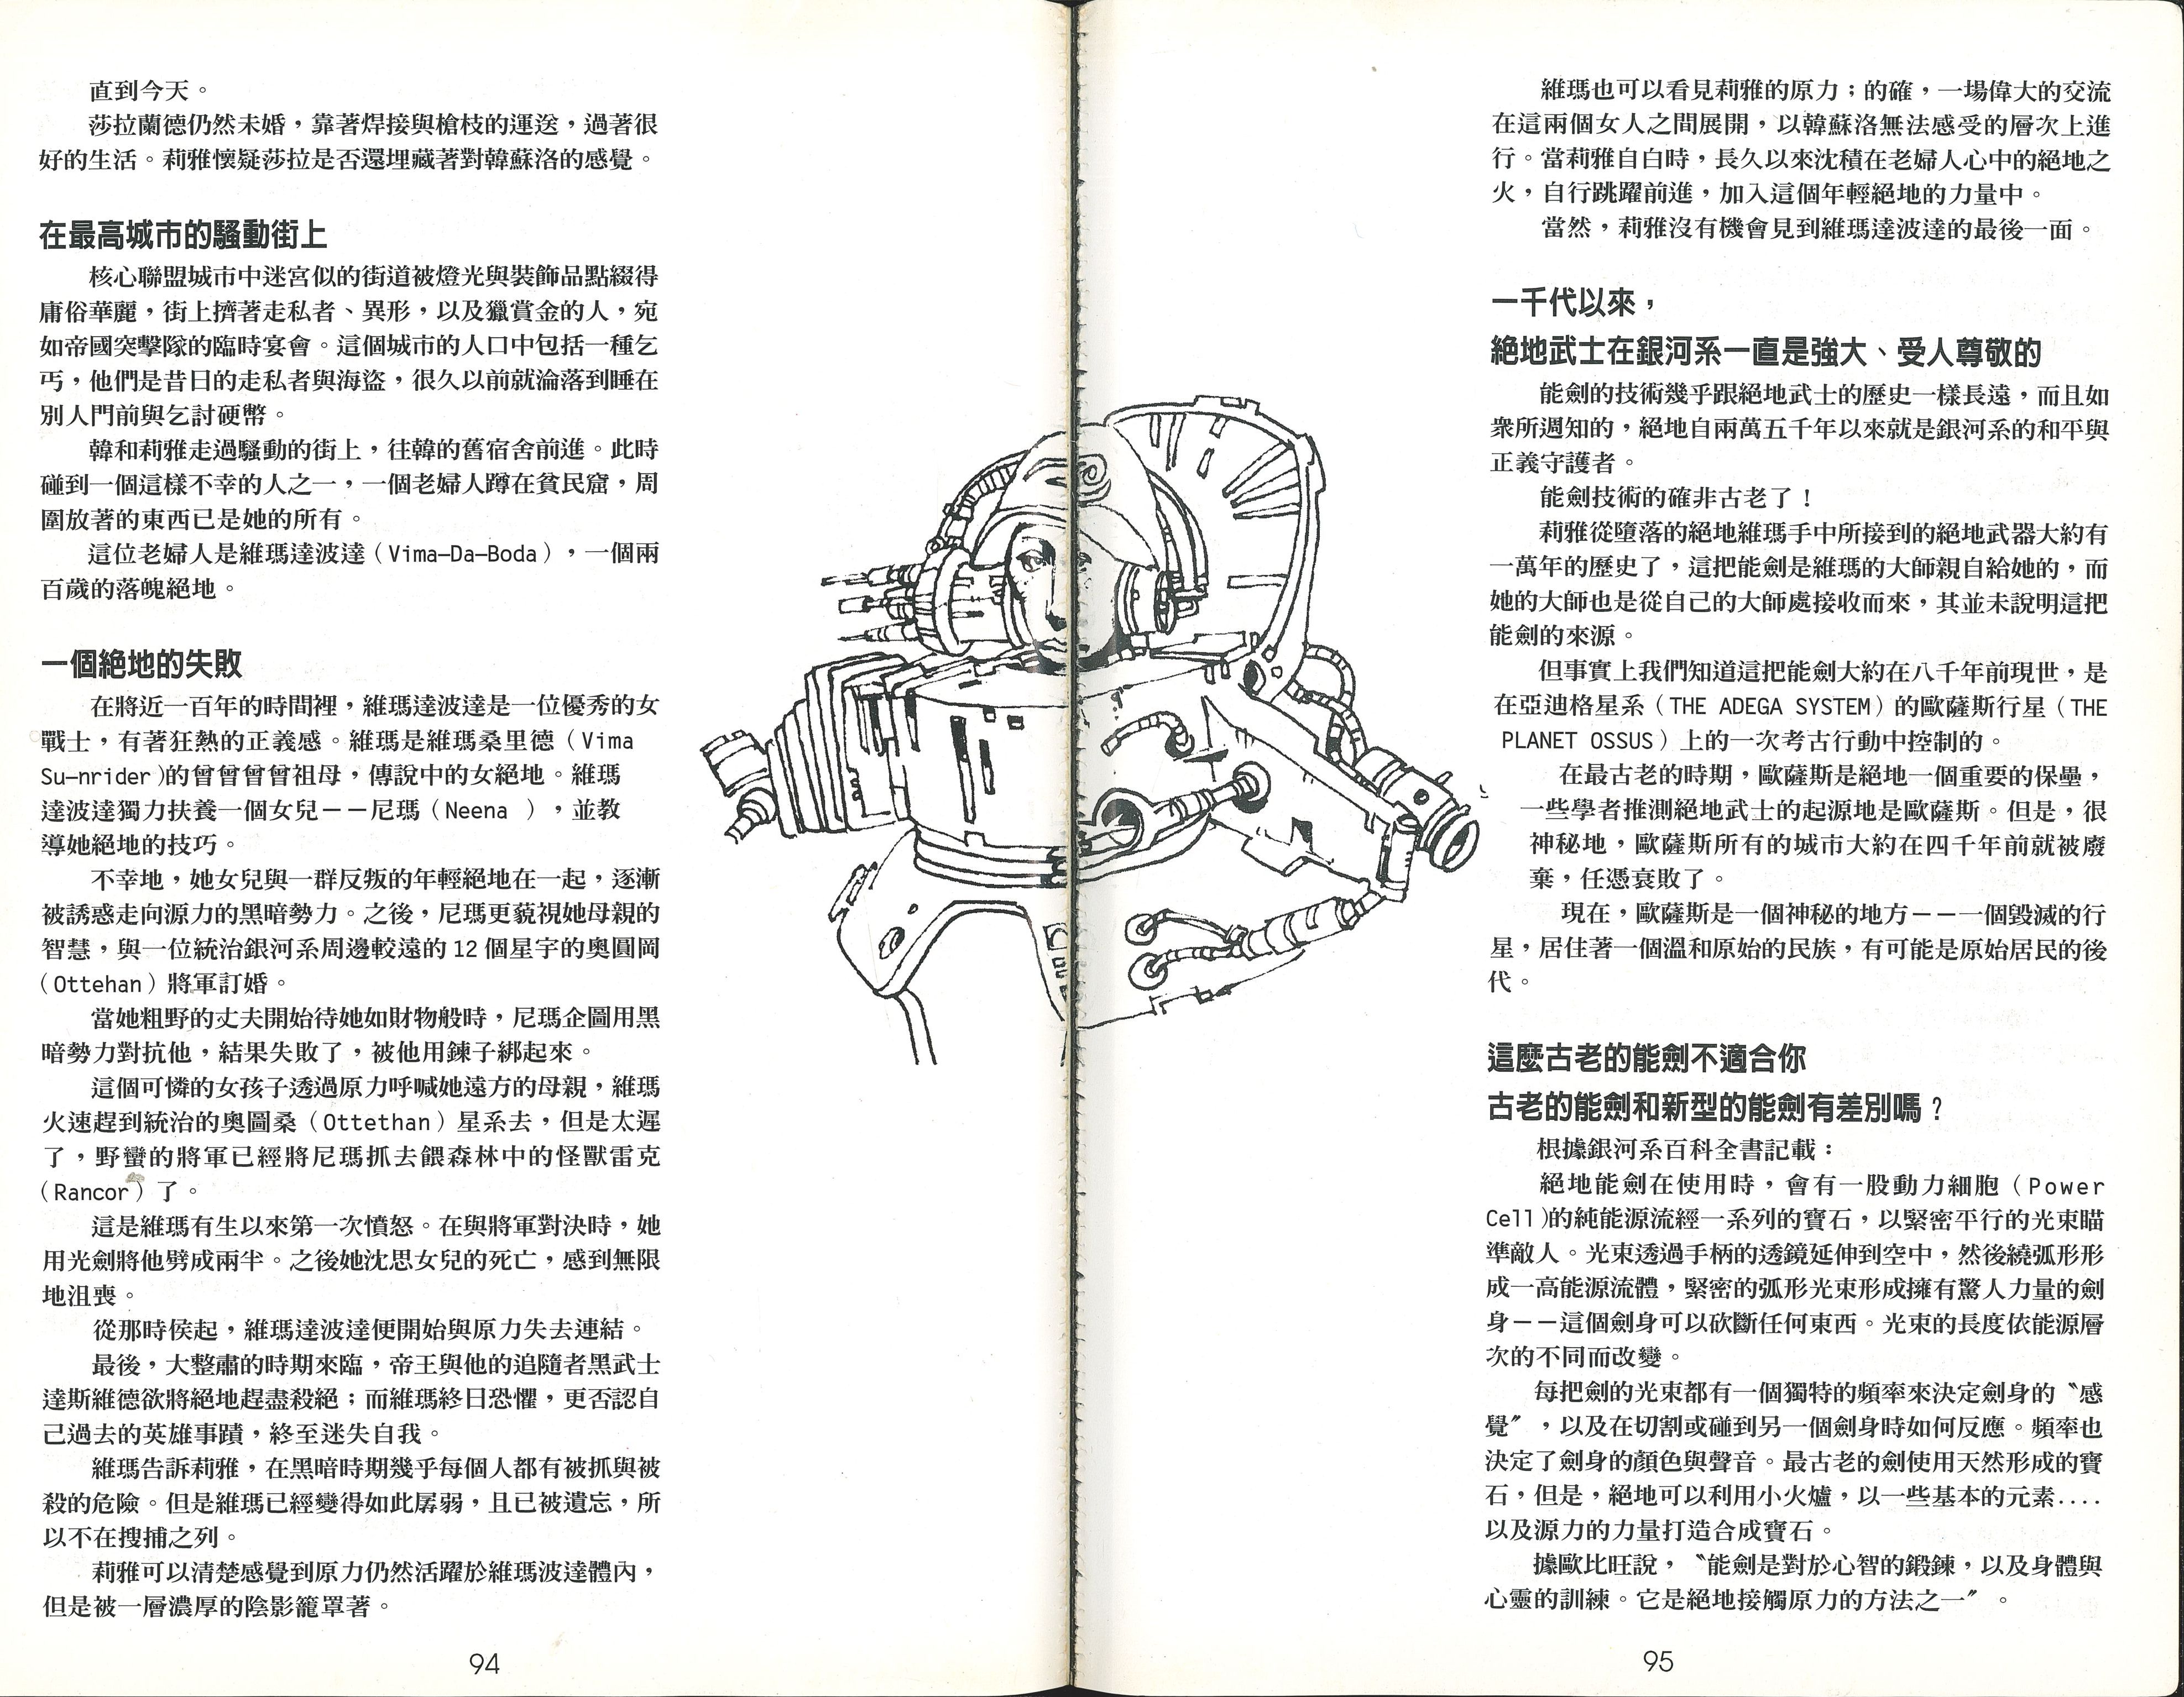 直到今天。
莎拉蘭德仍然未婚，靠著焊接與槍枝的運送，過著很
好的生活。莉雅懷疑莎拉是否還埋藏著對韓蘇洛的感覺。
在最高城市的騷動街上
核心聯盟城市中迷宮似的街道被燈光與裝飾品點綴得
庸俗華麗，街上擠著走私者、異形，以及獵賞金的人，宛
如帝國突擊隊的臨時宴會。這個城市的人口中包括一種乞
丐，他們是昔日的走私者與海盜，很久以前就淪落到睡在
別人門前與乞討硬幣。
韓和莉雅走過騷動的街上，往韓的舊宿舍前進。此時
碰到一個這樣不幸的人之一，一個老婦人蹲在貧民窟，周
圍放著的東西已是她的所有。
這位老婦人是維瑪達波達（Vima—Da—Boda），一個兩
百歲的落魄絕地。
一個絕地的失敗
在將近一百年的時間裡，維瑪達波達是一位優秀的女
戰士，有著狂熱的正義感。維瑪是維瑪桑里德（Vima
Su—nrider）的曾曾曾曾祖母，傳說中的女絕地。維瑪
達波達獨力扶養一個女兒——尼瑪（Neena ），並教
導她絕地的技巧。
不幸地，她女兒與一群反叛的年輕絕地在一起，逐漸
被誘惑走向源力的黑暗勢力。之後，尼瑪更藐視她母親的
智慧，與一位統治銀河系周邊較遠的 12 個星宇的奧圓岡
（Ottehan）將軍訂婚。
當她粗野的丈夫開始待她如財物般時，尼瑪企圖用黑
暗勢力對抗他，結果失敗了，被他用鍊子綁起來。
這個可憐的女孩子透過原力呼喊她遠方的母親，維瑪
火速趕到統治的奧圖桑（Ottethan）星系去，但是太遲
了，野蠻的將軍已經將尼瑪抓去餵森林中的怪獸雷克
（Rancor）了。
這是維瑪有生以來第一次憤怒。在與將軍對決時，她
用光劍將他劈成兩半。之後她沈思女兒的死亡，感到無限
地沮喪。
從那時侯起，維瑪達波達便開始與原力失去連結。
最後，大整肅的時期來臨，帝王與他的追隨者黑武士
達斯維德欲將絕地趕盡殺絕；而維瑪終日恐懼，更否認自
己過去的英雄事蹟，終至迷失自我。
維瑪告訴莉雅，在黑暗時期幾乎每個人都有被抓與被
殺的危險。但是維瑪已經變得如此孱弱，且已被遺忘，所
以不在搜捕之列。
莉雅可以清楚感覺到原力仍然活躍於維瑪波達體內，
但是被一層濃厚的陰影籠罩著。
94
維瑪也可以看見莉雅的原力；的確，一場偉大的交流
在這兩個女人之間展開，以韓蘇洛無法感受的層次上進
行。當莉雅自白時，長久以來沈積在老婦人心中的絕地之
火，自行跳躍前進，加入這個年輕絕地的力量中。
當然，莉雅沒有機會見到維瑪達波達的最後一面。
一千代以來，
絕地武士在銀河系一直是強大、受人尊敬的
能劍的技術幾乎跟絕地武士的歷史一樣長遠，而且如
眾所週知的，絕地自兩萬五千年以來就是銀河系的和平與
正義守護者。
能劍技術的確非古老了！
莉雅從墮落的絕地維瑪手中所接到的絕地武器大約有
一萬年的歷史了，這把能劍是維瑪的大師親自給她的，而
她的大師也是從自己的大師處接收而來，其並未說明這把
能劍的來源。
但事實上我們知道這把能劍大約在八千年前現世，是
在亞迪格星系（THE ADEGA SYSTEM）的歐薩斯行星（THE
PLANET OSSUS）上的一次考古行動中控制的。
在最古老的時期，歐薩斯是絕地一個重要的保壘，
一些學者推測絕地武士的起源地是歐薩斯。但是，很
神秘地，歐薩斯所有的城市大約在四千年前就被廢
棄，任憑衰敗了。
現在，歐薩斯是一個神秘的地方——一個毀滅的行
星，居住著一個溫和原始的民族，有可能是原始居民的後
代。
這麼古老的能劍不適合你
古老的能劍和新型的能劍有差別嗎？
根據銀河系百科全書記載：
絕地能劍在使用時，會有一股動力細胞（Power
Cell）的純能源流經一系列的寶石，以緊密平行的光束瞄
準敵人。光束透過手柄的透鏡延伸到空中，然後繞弧形形
成一高能源流體，緊密的弧形光束形成擁有驚人力量的劍
身——這個劍身可以砍斷任何東西。光束的長度依能源層
次的不同而改變。
每把劍的光束都有一個獨特的頻率來決定劍身的〝感
覺〞，以及在切割或碰到另一個劍身時如何反應。頻率也
決定了劍身的顏色與聲音。最古老的劍使用天然形成的寶
石，但是，絕地可以利用小火爐，以一些基本的元素....
以及源力的力量打造合成寶石。
據歐比旺說，〝能劍是對於心智的鍛鍊，以及身體與
心靈的訓練。它是絕地接觸原力的方法之一〞。
95